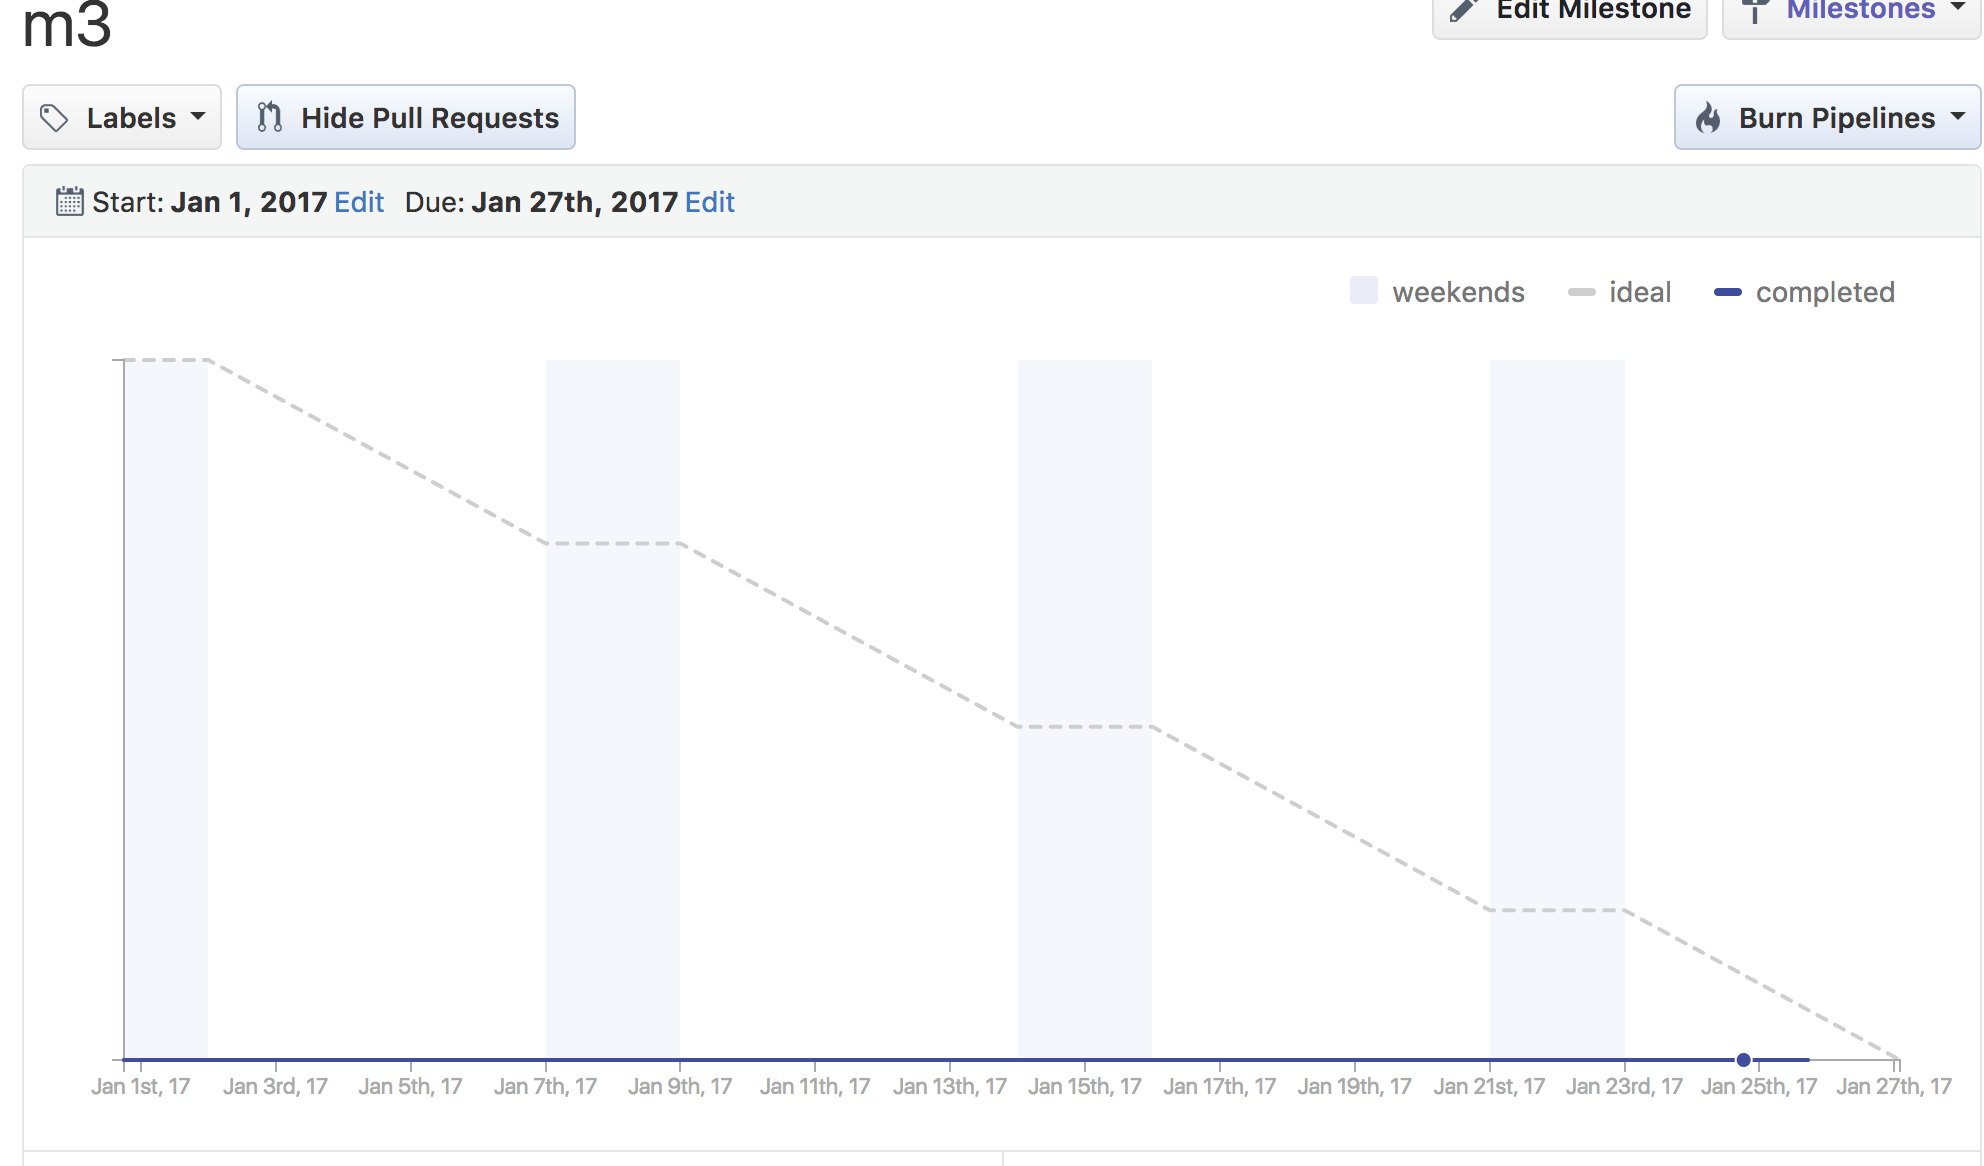 m3
Edit Milestone
Milestones
Labels
Hide Pull Requests
Burn Pipelines
Start: Jan 1, 2017 Edit Due: Jan 27th, 2017 Edit
weekends ideal completed
Jan 1st, 17 Jan 3rd, 17 Jan 5th, 17 Jan 7th, 17 Jan 9th, 17 Jan 11th, 17 Jan 13th, 17 Jan 15th, 17 Jan 17th, 17 Jan 19th, 17 Jan 21st, 17 Jan 23rd, 17 Jan 25th, 17 Jan 27th, 17